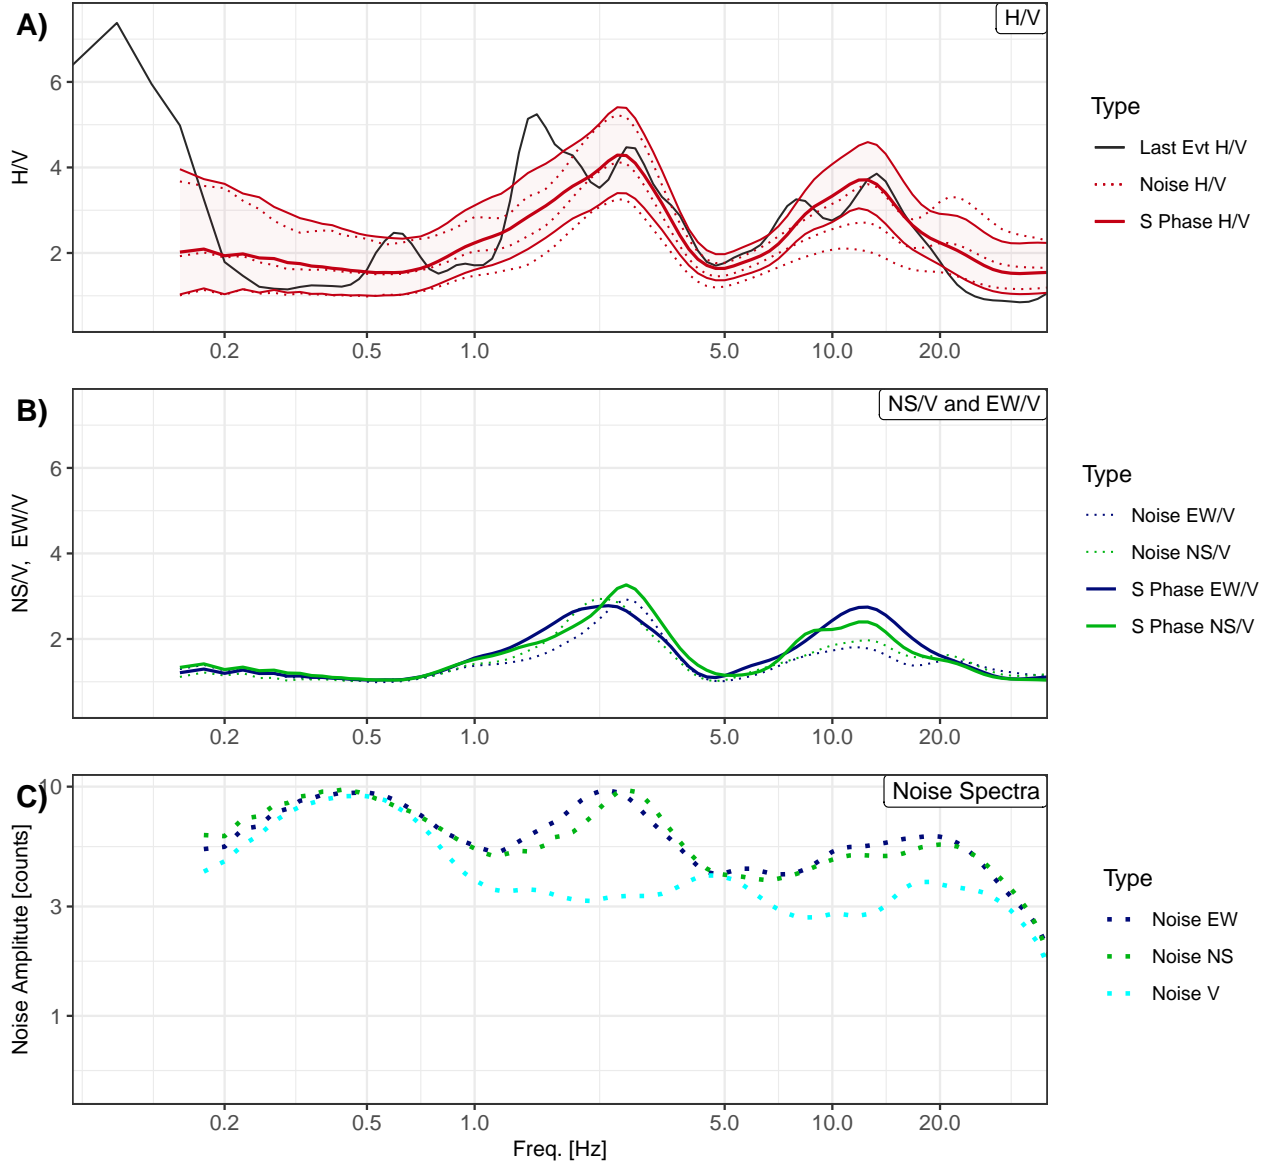 A)
H/V
6
4
2
H/V
0.2
0.5
1.0
5.0
10.0
20.0
Type
Last Evt H/V
Noise H/V
S Phase H/V
B)
NS/V and EW/V
6
4
2
NS/V,  EW/V
0.2
0.5
1.0
5.0
10.0
20.0
Type
Noise EW/V
Noise NS/V
S Phase EW/V
S Phase NS/V
C)
Noise Spectra
10
3
1
Noise Amplitute [counts]
0.2
0.5
1.0
5.0
10.0
20.0
Freq. [Hz]
Type
Noise EW
Noise NS
Noise V